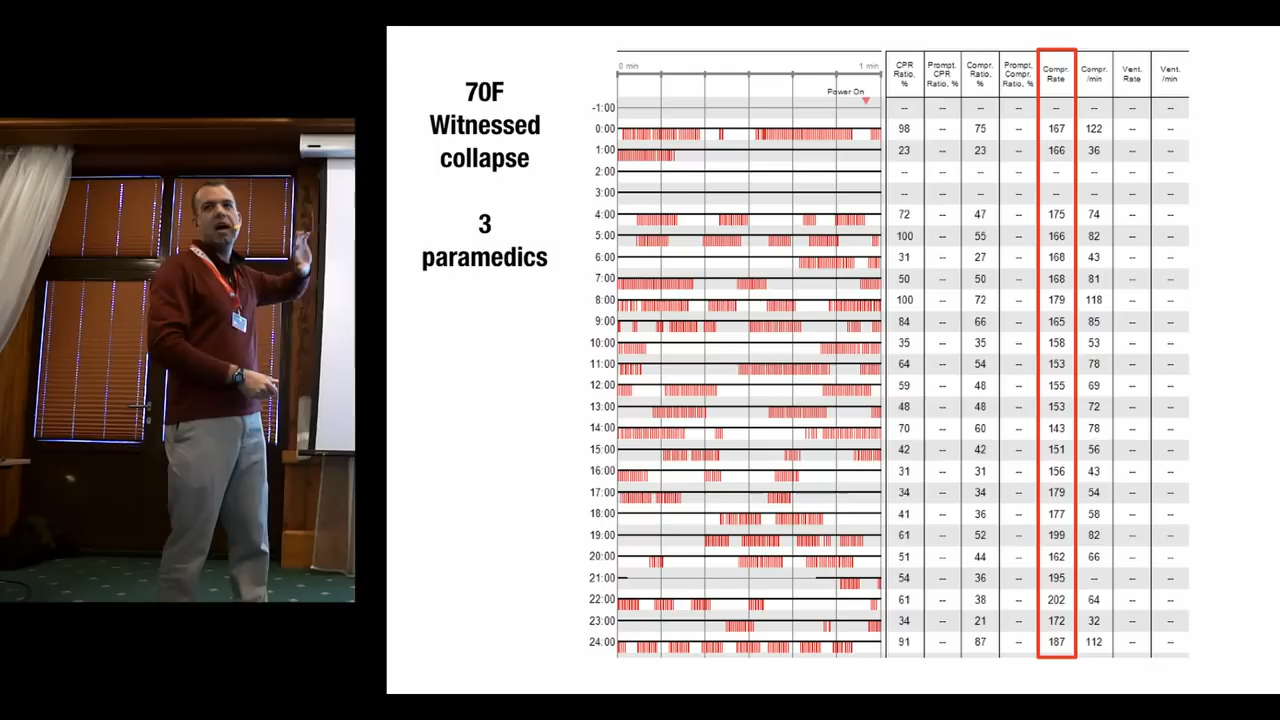 70F
Witnessed
collapse
3
paramedics
0 min 1 min
Power On
CPR Ratio, % Prompt. CPR Ratio, % Compr. Ratio, % Prompt. Compr. Ratio, % Compr. Rate Compr. /min Vent. Rate Vent. /min
-1:00 -- -- -- -- -- -- -- --
0:00 98 -- 75 -- 167 122 -- --
1:00 23 -- 23 -- 166 36 -- --
2:00 -- -- -- -- -- -- -- --
3:00 -- -- -- -- -- -- -- --
4:00 72 -- 47 -- 175 74 -- --
5:00 100 -- 55 -- 166 82 -- --
6:00 31 -- 27 -- 168 43 -- --
7:00 50 -- 50 -- 168 81 -- --
8:00 100 -- 72 -- 179 118 -- --
9:00 84 -- 66 -- 165 85 -- --
10:00 35 -- 35 -- 158 53 -- --
11:00 64 -- 54 -- 153 78 -- --
12:00 59 -- 48 -- 155 69 -- --
13:00 48 -- 48 -- 153 72 -- --
14:00 70 -- 60 -- 143 78 -- --
15:00 42 -- 42 -- 151 56 -- --
16:00 31 -- 31 -- 156 43 -- --
17:00 34 -- 34 -- 179 54 -- --
18:00 41 -- 36 -- 177 58 -- --
19:00 61 -- 52 -- 199 82 -- --
20:00 51 -- 44 -- 162 66 -- --
21:00 54 -- 36 -- 195 -- -- --
22:00 61 -- 38 -- 202 64 -- --
23:00 34 -- 21 -- 172 32 -- --
24:00 91 -- 87 -- 187 112 -- --